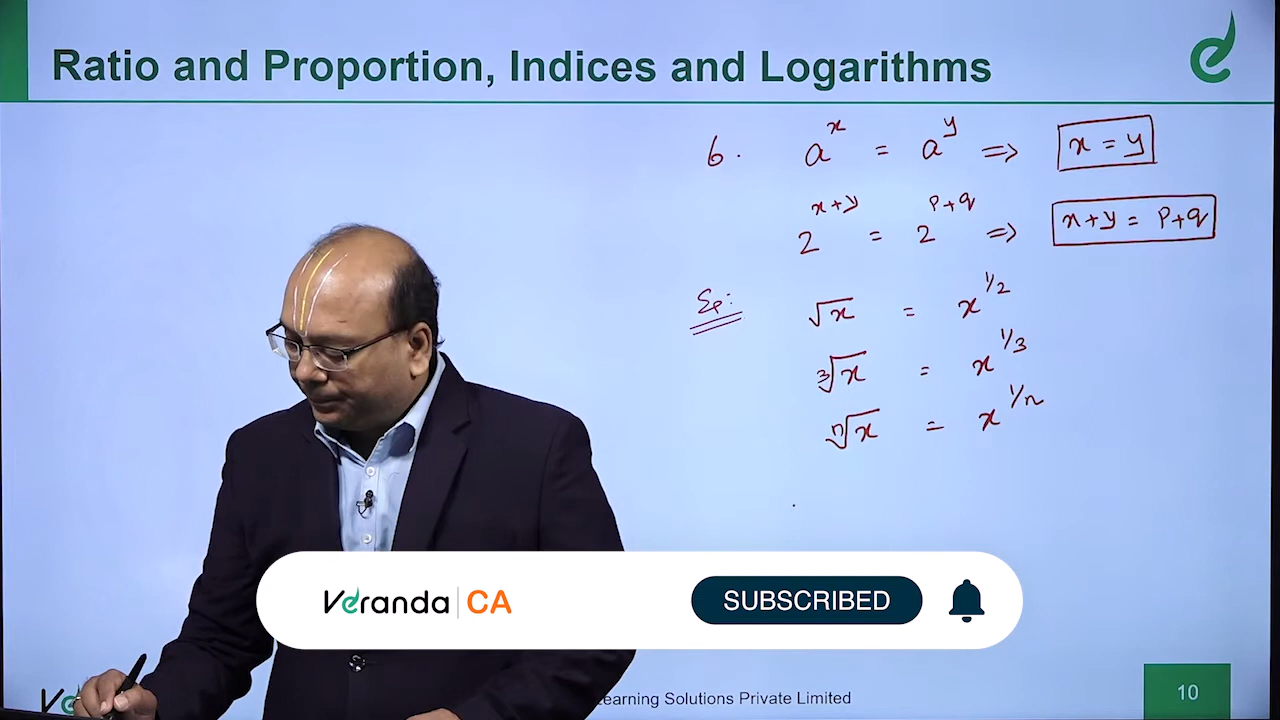 Ratio and Proportion, Indices and Logarithms
6. a^x = a^y => x = y
2^(x+y) = 2^(p+q) => x+y = p+q
√x = x^(1/2)
∛x = x^(1/3)
ⁿ√x = x^(1/n)
Veranda | CA
SUBSCRIBED
Learning Solutions Private Limited
10